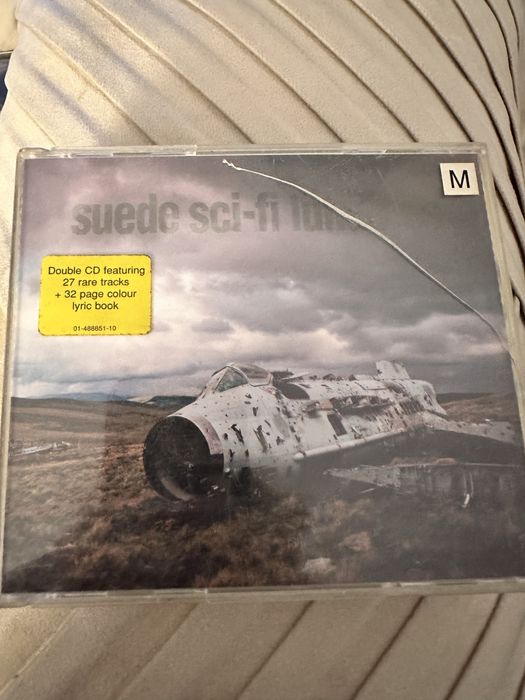 M
suede sci-fi
Double CD featuring
27 rare tracks
+ 32 page colour
lyric book
01-488851-10